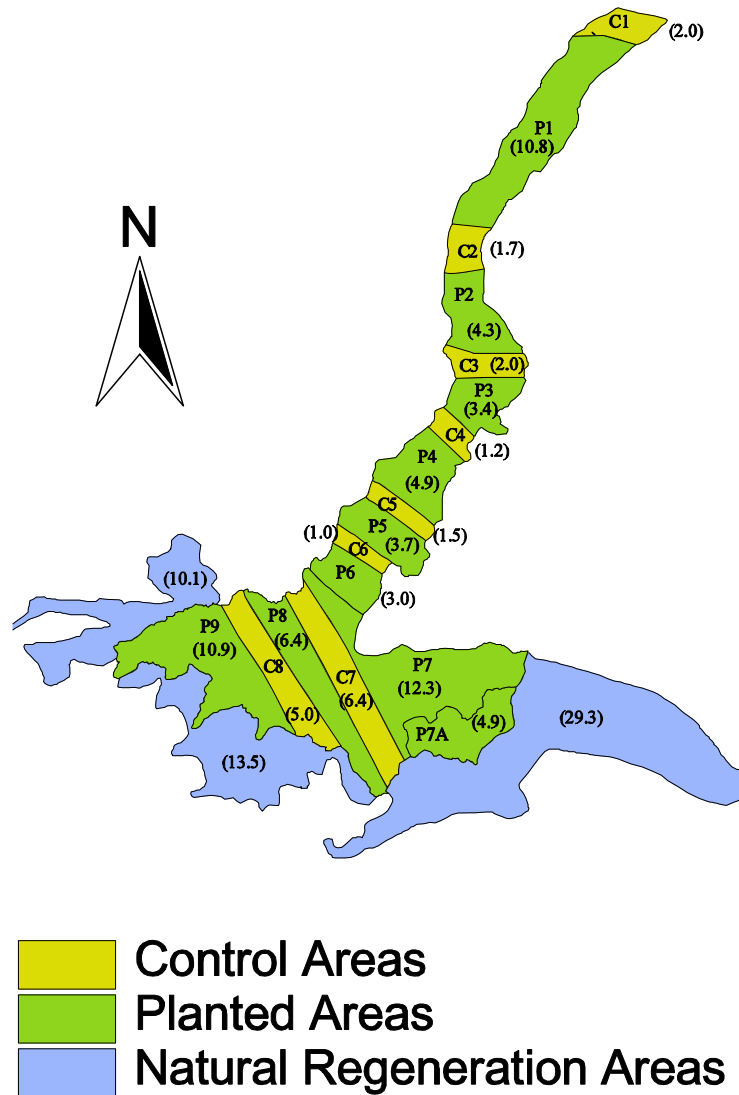 C1
(2.0)
P1
(10.8)
N
C2 (1.7)
P2
(4.3)
C3 (2.0)
P3
(3.4)
C4
(1.2)
P4
(4.9)
C5
P5
(1.5)
(1.0)
(3.7)
C6
P6
(3.0)
(10.1)
P9
(10.9)
P8
(6.4)
C8
(5.0)
C7
(6.4)
P7
(12.3)
(4.9)
P7A
(29.3)
(13.5)
Control Areas
Planted Areas
Natural Regeneration Areas